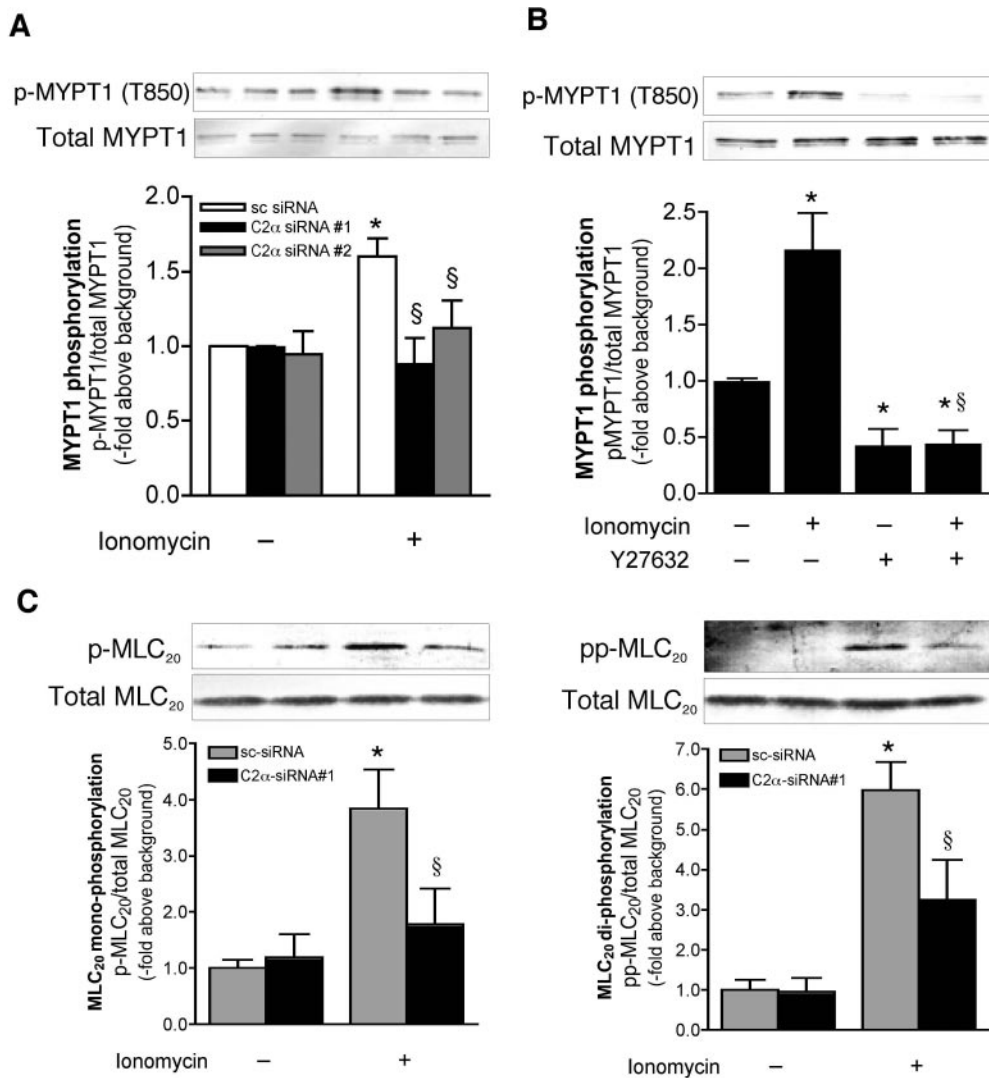 A
p-MYPT1 (T850)
Total MYPT1
MYPT1 phosphorylation
p-MYPT1/total MYPT1
(-fold above background)
2.0
1.5
1.0
0.5
0.0
sc siRNA
C2α siRNA #1
C2α siRNA #2
*
§
§
Ionomycin – +
B
p-MYPT1 (T850)
Total MYPT1
MYPT1 phosphorylation
pMYPT1/total MYPT1
(-fold above background)
2.5
2.0
1.5
1.0
0.5
0.0
*
*
* §
Ionomycin – + – +
Y27632 – – + +
C
p-MLC20
Total MLC20
MLC20 mono-phosphorylation
p-MLC20/total MLC20
(-fold above background)
5.0
4.0
3.0
2.0
1.0
0.0
sc-siRNA
C2α-siRNA#1
*
§
Ionomycin – +
pp-MLC20
Total MLC20
MLC20 di-phosphorylation
pp-MLC20/total MLC20
(-fold above background)
7.0
6.0
5.0
4.0
3.0
2.0
1.0
0.0
sc-siRNA
C2α-siRNA#1
*
§
Ionomycin – +